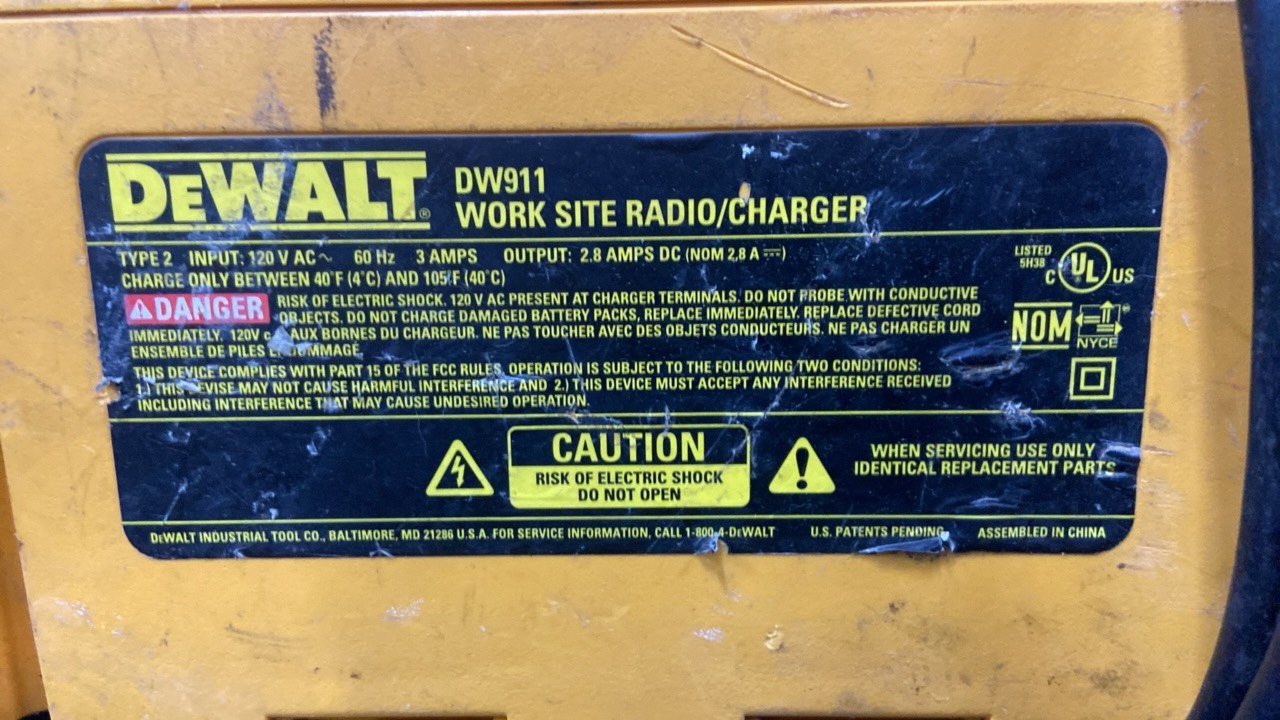 DEWALT®
DW911
WORK SITE RADIO/CHARGER
TYPE 2 INPUT: 120 V AC ~ 60 Hz 3 AMPS OUTPUT: 2.8 AMPS DC (NOM 2,8 A ⎓)
CHARGE ONLY BETWEEN 40°F (4°C) AND 105°F (40°C)
DANGER RISK OF ELECTRIC SHOCK. 120 V AC PRESENT AT CHARGER TERMINALS. DO NOT PROBE WITH CONDUCTIVE
OBJECTS. DO NOT CHARGE DAMAGED BATTERY PACKS, REPLACE IMMEDIATELY. REPLACE DEFECTIVE CORD
IMMEDIATELY. 120V AUX BORNES DU CHARGEUR. NE PAS TOUCHER AVEC DES OBJETS CONDUCTEURS. NE PAS CHARGER UN
ENSEMBLE DE PILES
THIS DEVICE COMPLIES WITH PART 15 OF THE FCC RULES. OPERATION IS SUBJECT TO THE FOLLOWING TWO CONDITIONS:
1.) THIS DEVISE MAY NOT CAUSE HARMFUL INTERFERENCE AND 2.) THIS DEVICE MUST ACCEPT ANY INTERFERENCE RECEIVED
INCLUDING INTERFERENCE THAT MAY CAUSE UNDESIRED OPERATION.
LISTED
5H38
C UL US
NOM
NYCE
CAUTION
RISK OF ELECTRIC SHOCK
DO NOT OPEN
WHEN SERVICING USE ONLY
IDENTICAL REPLACEMENT PARTS
DEWALT INDUSTRIAL TOOL CO., BALTIMORE, MD 21286 U.S.A. FOR SERVICE INFORMATION, CALL 1-800-4-DEWALT U.S. PATENTS PENDING ASSEMBLED IN CHINA